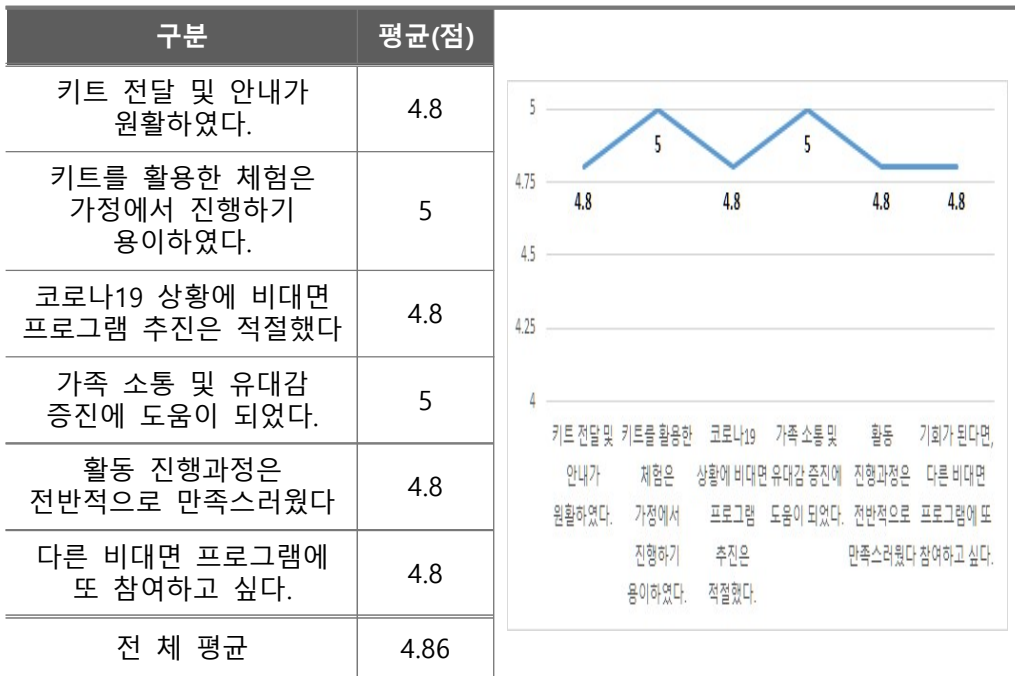 구분 평균(점)
키트 전달 및 안내가
원활하였다.
4.8
키트를 활용한 체험은
가정에서 진행하기
용이하였다.
5
코로나19 상황에 비대면
프로그램 추진은 적절했다
4.8
가족 소통 및 유대감
증진에 도움이 되었다.
5
활동 진행과정은
전반적으로 만족스러웠다
4.8
다른 비대면 프로그램에
또 참여하고 싶다.
4.8
전 체 평균 4.86
5
4.75
4.5
4.25
4
4.8
5
4.8
5
4.8
4.8
키트 전달 및
안내가
원활하였다.
키트를 활용한
체험은
가정에서
진행하기
용이하였다.
코로나19
상황에 비대면
프로그램
추진은
적절했다.
가족 소통 및
유대감 증진에
도움이 되었다.
활동
진행과정은
전반적으로
만족스러웠다
기회가 된다면,
다른 비대면
프로그램에 또
참여하고 싶다.